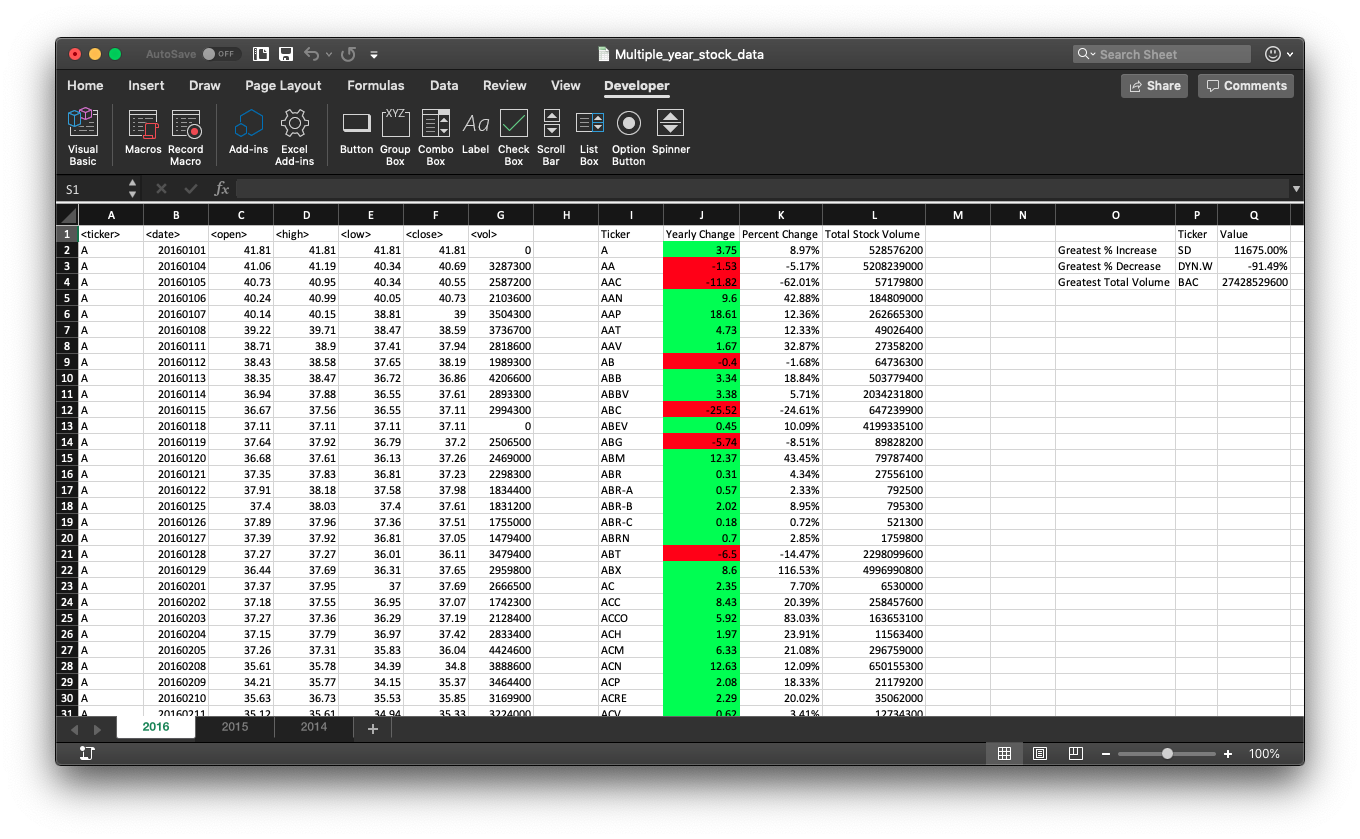 AutoSave OFF Multiple_year_stock_data Search Sheet
Home Insert Draw Page Layout Formulas Data Review View Developer Share Comments
XYZ Aa
Visual Basic Macros Record Macro Add-ins Excel Add-ins Button Group Box Combo Box Label Check Box Scroll Bar List Box Option Button Spinner
S1 fx
A B C D E F G H I J K L M N O P Q
1 <ticker> <date> <open> <high> <low> <close> <vol> Ticker Yearly Change Percent Change Total Stock Volume Ticker Value
2 A 20160101 41.81 41.81 41.81 41.81 0 A 3.75 8.97% 528576200 Greatest % Increase SD 11675.00%
3 A 20160104 41.06 41.19 40.34 40.69 3287300 AA -1.53 -5.17% 5208239000 Greatest % Decrease DYN.W -91.49%
4 A 20160105 40.73 40.95 40.34 40.55 2587200 AAC -11.82 -62.01% 57179800 Greatest Total Volume BAC 27428529600
5 A 20160106 40.24 40.99 40.05 40.73 2103600 AAN 9.6 42.88% 184809000
6 A 20160107 40.14 40.15 38.81 39 3504300 AAP 18.61 12.36% 262665300
7 A 20160108 39.22 39.71 38.47 38.59 3736700 AAT 4.73 12.33% 49026400
8 A 20160111 38.71 38.9 37.41 37.94 2818600 AAV 1.67 32.87% 27358200
9 A 20160112 38.43 38.58 37.65 38.19 1989300 AB -0.4 -1.68% 64736300
10 A 20160113 38.35 38.47 36.72 36.86 4206600 ABB 3.34 18.84% 503779400
11 A 20160114 36.94 37.88 36.55 37.61 2893300 ABBV 3.38 5.71% 2034231800
12 A 20160115 36.67 37.56 36.55 37.11 2994300 ABC -25.52 -24.61% 647239900
13 A 20160118 37.11 37.11 37.11 37.11 0 ABEV 0.45 10.09% 4199335100
14 A 20160119 37.64 37.92 36.79 37.2 2506500 ABG -5.74 -8.51% 89828200
15 A 20160120 36.68 37.61 36.13 37.26 2469000 ABM 12.37 43.45% 79787400
16 A 20160121 37.35 37.83 36.81 37.23 2298300 ABR 0.31 4.34% 27556100
17 A 20160122 37.91 38.18 37.58 37.98 1834400 ABR-A 0.57 2.33% 792500
18 A 20160125 37.4 38.03 37.4 37.61 1831200 ABR-B 2.02 8.95% 795300
19 A 20160126 37.89 37.96 37.36 37.51 1755000 ABR-C 0.18 0.72% 521300
20 A 20160127 37.39 37.92 36.81 37.05 1479400 ABRN 0.7 2.85% 1759800
21 A 20160128 37.27 37.27 36.01 36.11 3479400 ABT -6.5 -14.47% 2298099600
22 A 20160129 36.44 37.69 36.31 37.65 2959800 ABX 8.6 116.53% 4996990800
23 A 20160201 37.37 37.95 37 37.69 2666500 AC 2.35 7.70% 6530000
24 A 20160202 37.18 37.55 36.95 37.07 1742300 ACC 8.43 20.39% 258457600
25 A 20160203 37.27 37.36 36.29 37.19 2128400 ACCO 5.92 83.03% 163653100
26 A 20160204 37.15 37.79 36.97 37.42 2833400 ACH 1.97 23.91% 11563400
27 A 20160205 37.26 37.31 35.83 36.04 4424600 ACM 6.33 21.08% 296759000
28 A 20160208 35.61 35.78 34.39 34.8 3888600 ACN 12.63 12.09% 650155300
29 A 20160209 34.21 35.77 34.15 35.37 3464400 ACP 2.08 18.33% 21179200
30 A 20160210 35.63 36.73 35.53 35.85 3169900 ACRE 2.29 20.02% 35062000
31 A 20160211 35.12 35.61 34.94 35.33 3224000 ACV 0.62 3.41% 12734300
2016 2015 2014
100%